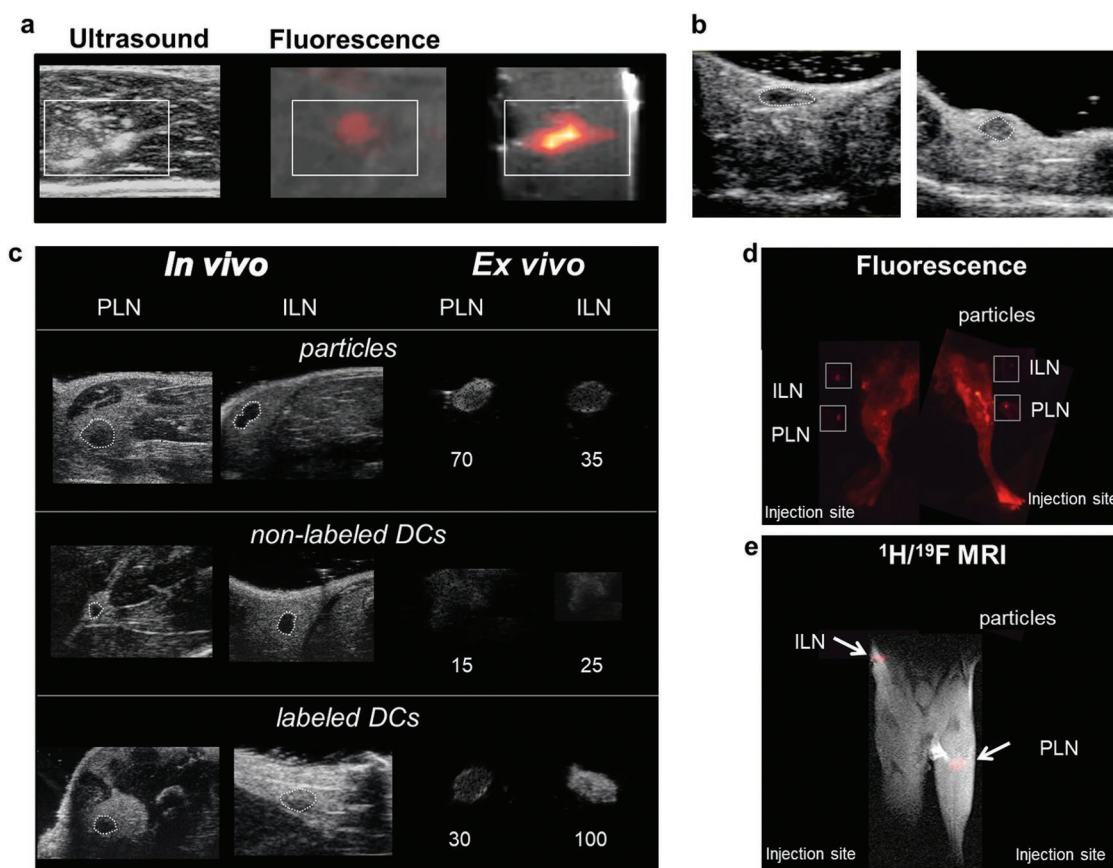 a
Ultrasound
Fluorescence
b
c
In vivo
Ex vivo
PLN
ILN
PLN
ILN
particles
70
35
non-labeled DCs
15
25
labeled DCs
30
100
d
Fluorescence
particles
ILN
ILN
PLN
PLN
Injection site
Injection site
e
¹H/¹⁹F MRI
particles
ILN
PLN
Injection site
Injection site